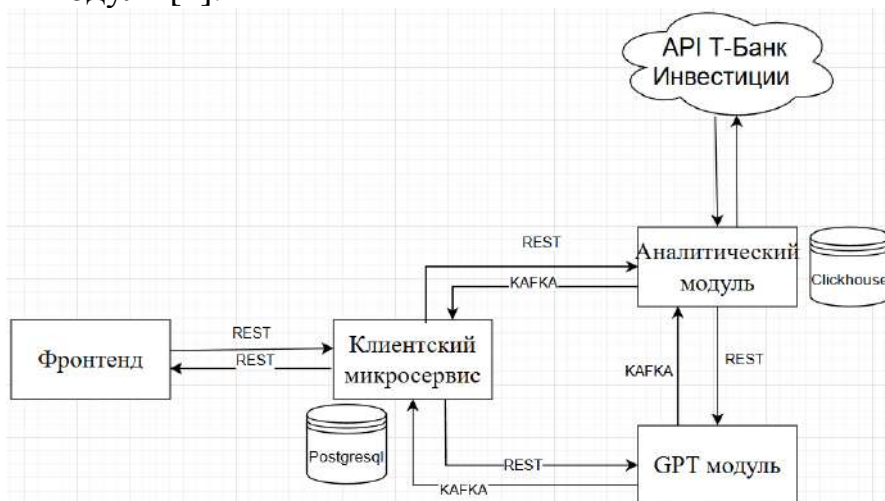 API Т-Банк
Инвестиции
REST
Аналитический
модуль
Clickhouse
KAFKA
REST
Фронтенд
REST
Клиентский
микросервис
KAFKA
REST
Postgresql
REST
GPT модуль
KAFKA